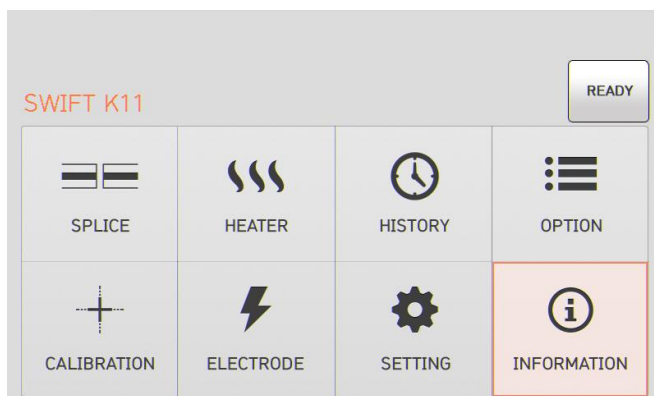 READY
SWIFT K11
SPLICE HEATER HISTORY OPTION
CALIBRATION ELECTRODE SETTING INFORMATION